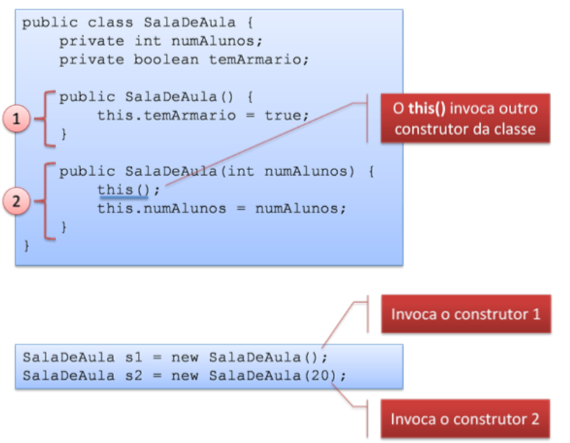 public class SalaDeAula {
private int numAlunos;
private boolean temArmario;
1
public SalaDeAula() {
this.temArmario = true;
}
O this() invoca outro
construtor da classe
2
public SalaDeAula(int numAlunos) {
this();
this.numAlunos = numAlunos;
}
}
Invoca o construtor 1
SalaDeAula s1 = new SalaDeAula();
SalaDeAula s2 = new SalaDeAula(20);
Invoca o construtor 2